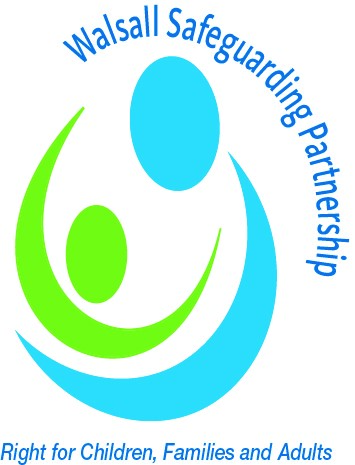 Walsall Safeguarding Partnership
Right for Children, Families and Adults